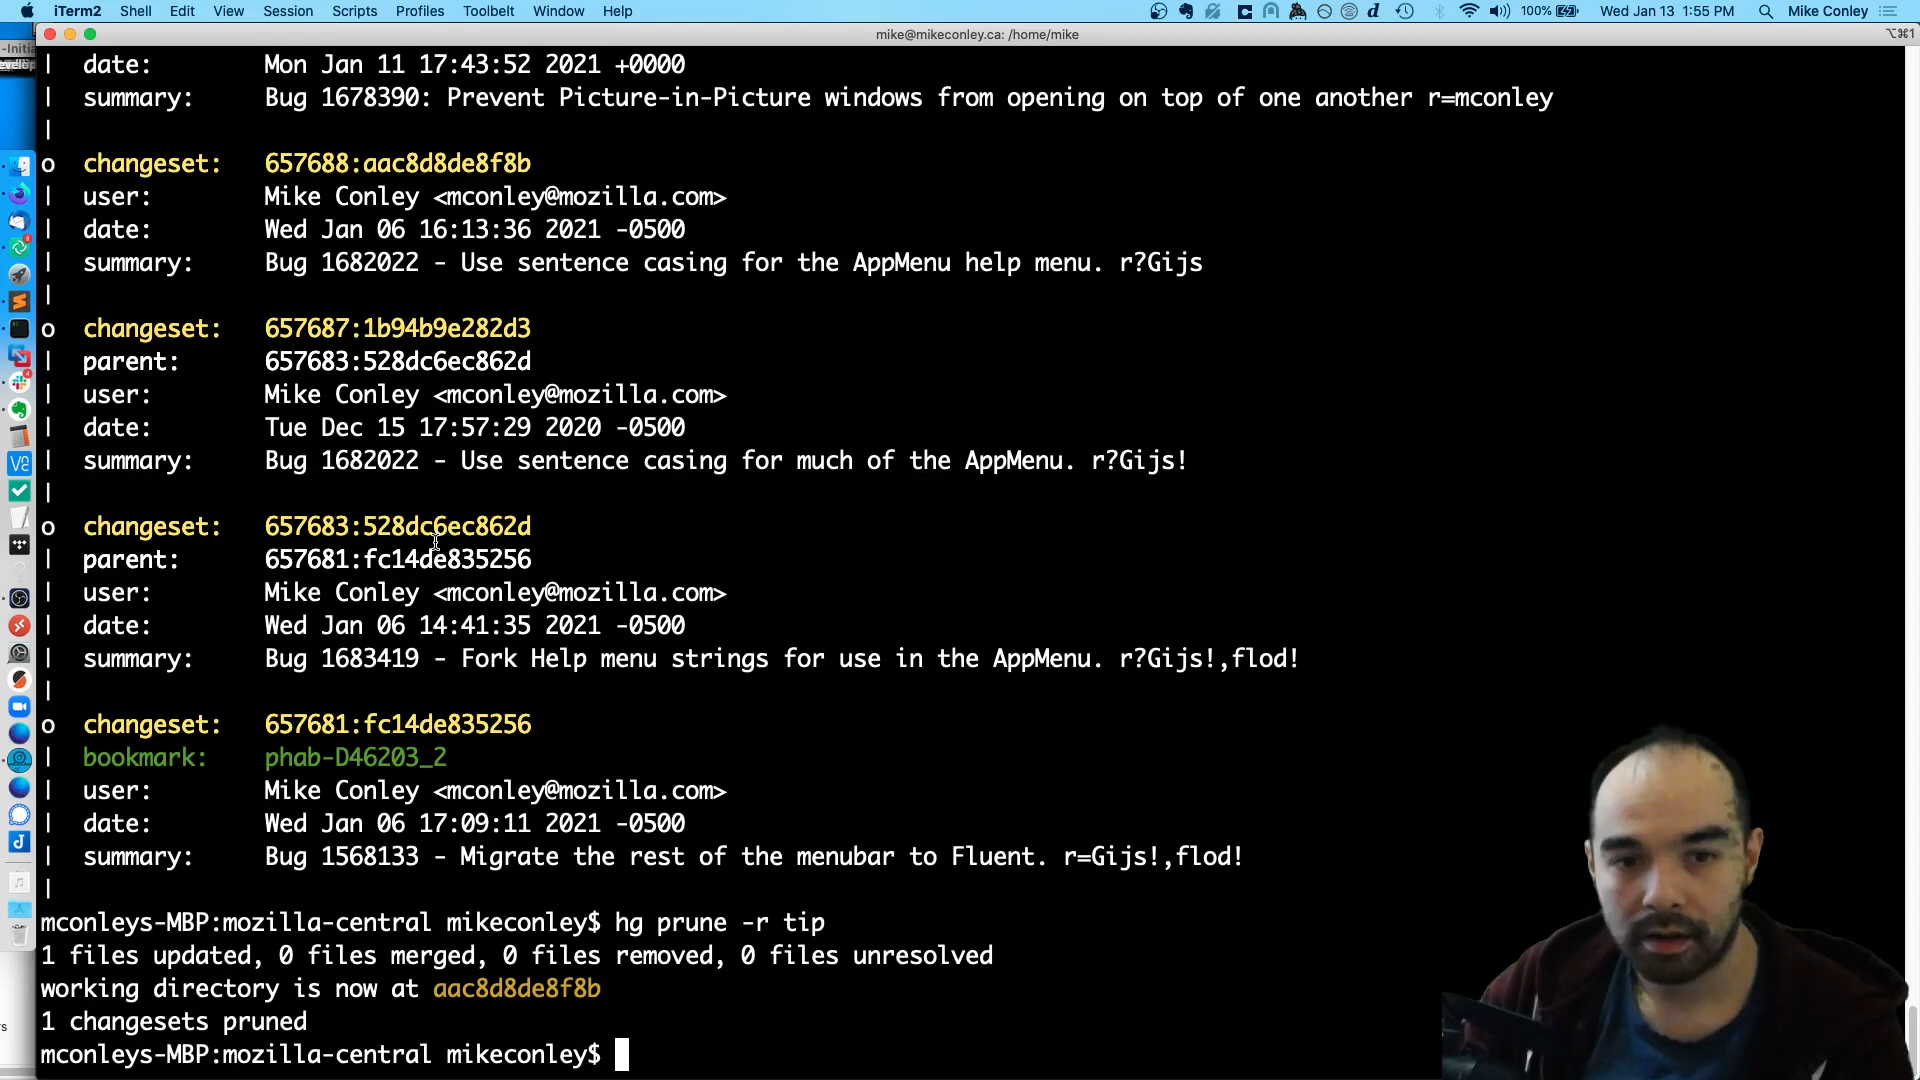 iTerm2 Shell Edit View Session Scripts Profiles Toolbelt Window Help 100% Wed Jan 13 1:55 PM Mike Conley
mike@mikeconley.ca: /home/mike ⌥⌘1
| date: Mon Jan 11 17:43:52 2021 +0000
| summary: Bug 1678390: Prevent Picture-in-Picture windows from opening on top of one another r=mconley
|
o changeset: 657688:aac8d8de8f8b
| user: Mike Conley <mconley@mozilla.com>
| date: Wed Jan 06 16:13:36 2021 -0500
| summary: Bug 1682022 - Use sentence casing for the AppMenu help menu. r?Gijs
|
o changeset: 657687:1b94b9e282d3
| parent: 657683:528dc6ec862d
| user: Mike Conley <mconley@mozilla.com>
| date: Tue Dec 15 17:57:29 2020 -0500
| summary: Bug 1682022 - Use sentence casing for much of the AppMenu. r?Gijs!
|
o changeset: 657683:528dc6ec862d
| parent: 657681:fc14de835256
| user: Mike Conley <mconley@mozilla.com>
| date: Wed Jan 06 14:41:35 2021 -0500
| summary: Bug 1683419 - Fork Help menu strings for use in the AppMenu. r?Gijs!,flod!
|
o changeset: 657681:fc14de835256
| bookmark: phab-D46203_2
| user: Mike Conley <mconley@mozilla.com>
| date: Wed Jan 06 17:09:11 2021 -0500
| summary: Bug 1568133 - Migrate the rest of the menubar to Fluent. r=Gijs!,flod!
|
mconleys-MBP:mozilla-central mikeconley$ hg prune -r tip
1 files updated, 0 files merged, 0 files removed, 0 files unresolved
working directory is now at aac8d8de8f8b
1 changesets pruned
mconleys-MBP:mozilla-central mikeconley$